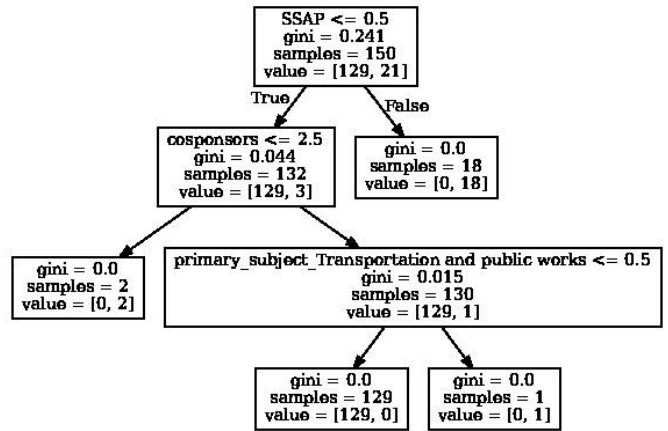 SSAP <= 0.5
gini = 0.241
samples = 150
value = [129, 21]
True
False
cosponsors <= 2.5
gini = 0.044
samples = 132
value = [129, 3]
gini = 0.0
samples = 18
value = [0, 18]
gini = 0.0
samples = 2
value = [0, 2]
primary_subject_Transportation and public works <= 0.5
gini = 0.015
samples = 130
value = [129, 1]
gini = 0.0
samples = 129
value = [129, 0]
gini = 0.0
samples = 1
value = [0, 1]